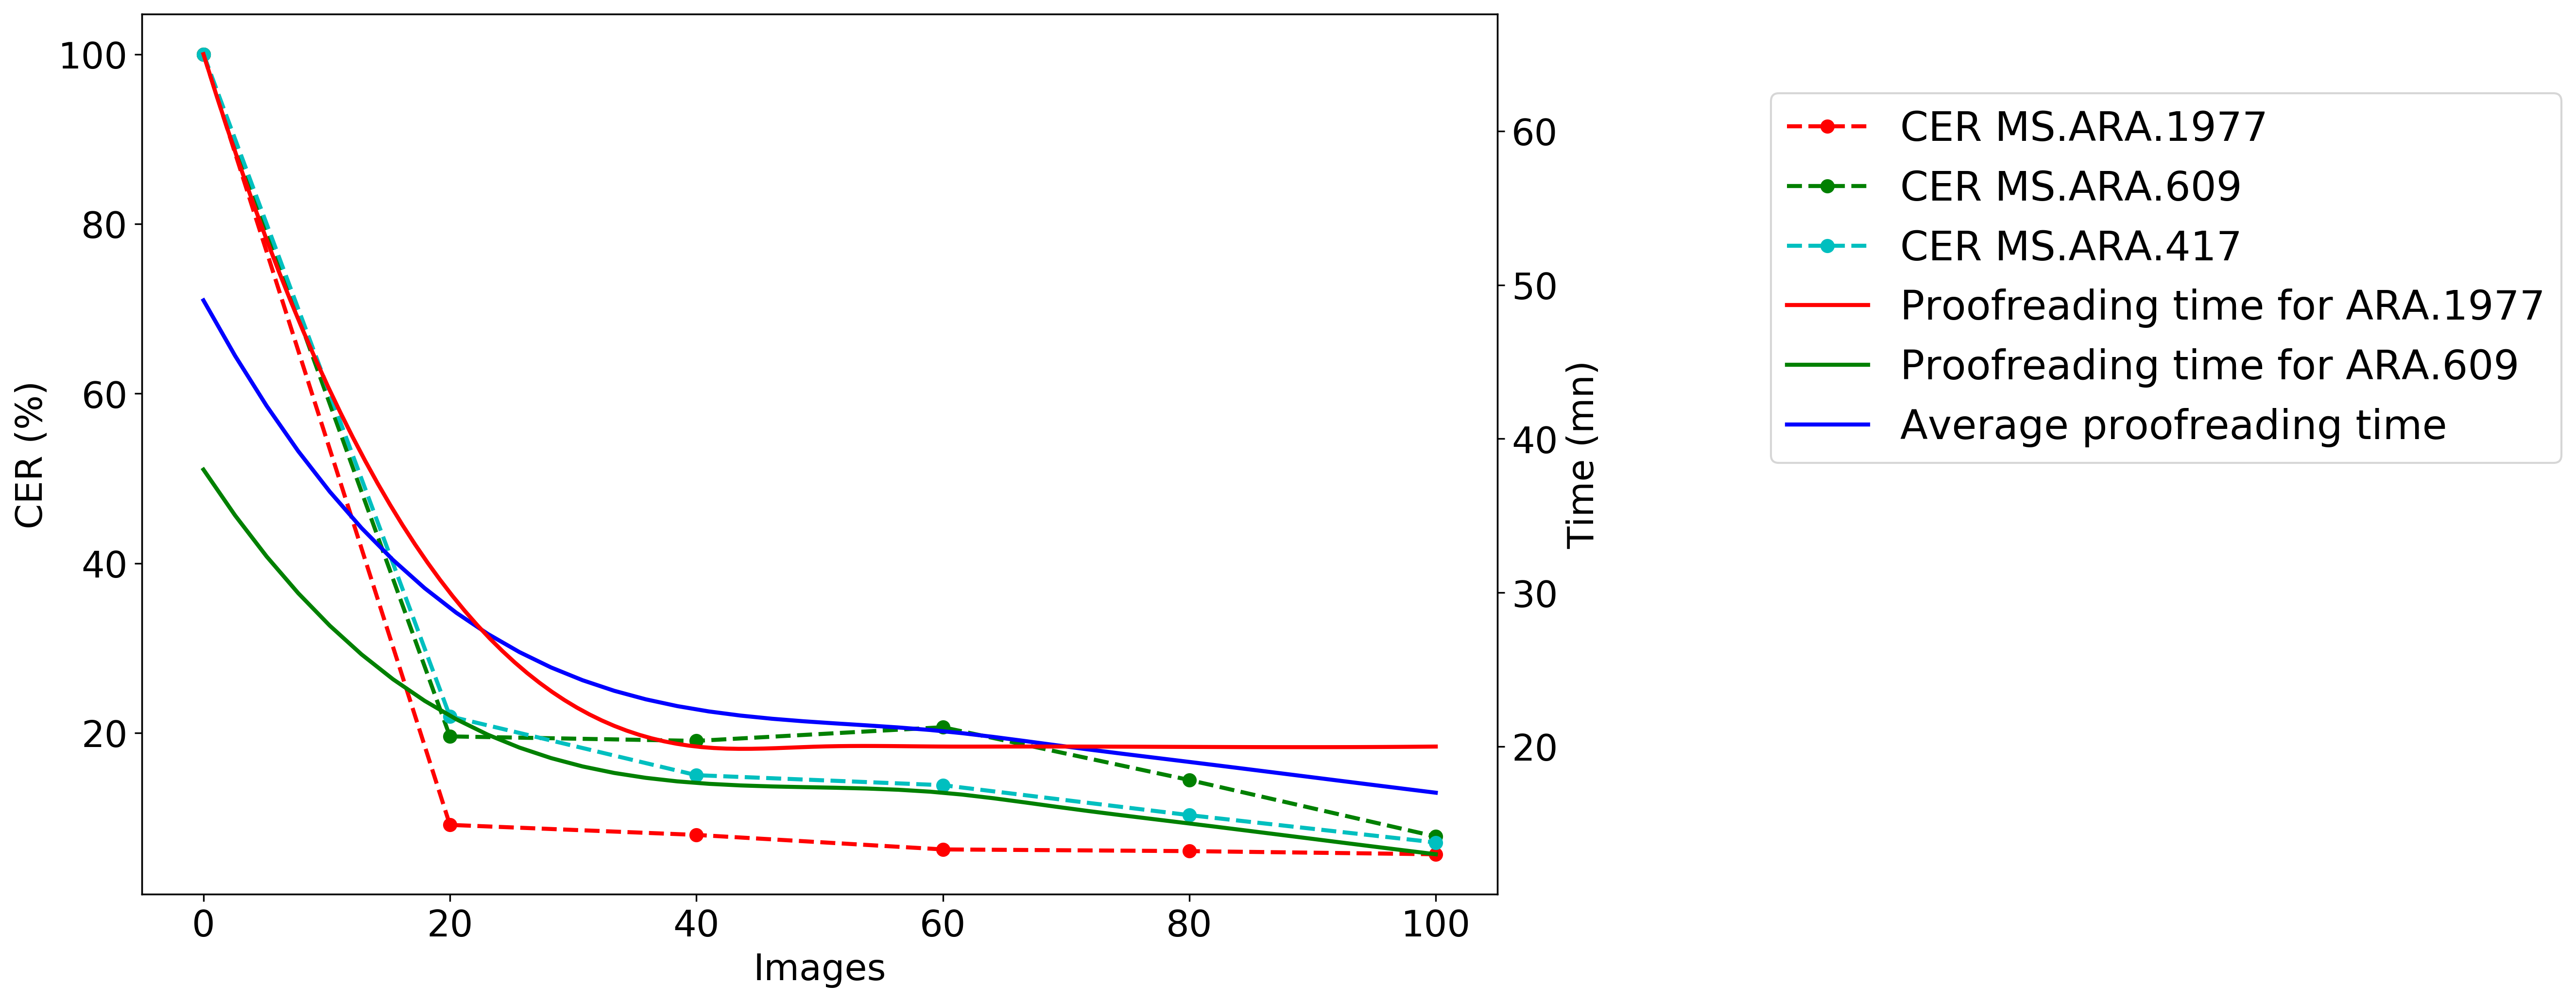 100
80
60
40
20
CER (%)
0 20 40 60 80 100
Images
60
50
40
30
20
Time (mn)
CER MS.ARA.1977
CER MS.ARA.609
CER MS.ARA.417
Proofreading time for ARA.1977
Proofreading time for ARA.609
Average proofreading time